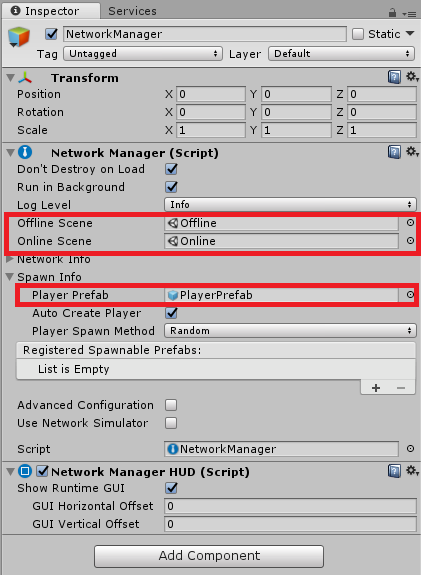 Inspector Services
NetworkManager Static
Tag Untagged Layer Default
Transform
Position X 0 Y 0 Z 0
Rotation X 0 Y 0 Z 0
Scale X 1 Y 1 Z 1
Network Manager (Script)
Don't Destroy on Load
Run in Background
Log Level Info
Offline Scene Offline
Online Scene Online
Network Info
Spawn Info
Player Prefab PlayerPrefab
Auto Create Player
Player Spawn Method Random
Registered Spawnable Prefabs:
List is Empty
+ −
Advanced Configuration
Use Network Simulator
Script NetworkManager
Network Manager HUD (Script)
Show Runtime GUI
GUI Horizontal Offset 0
GUI Vertical Offset 0
Add Component